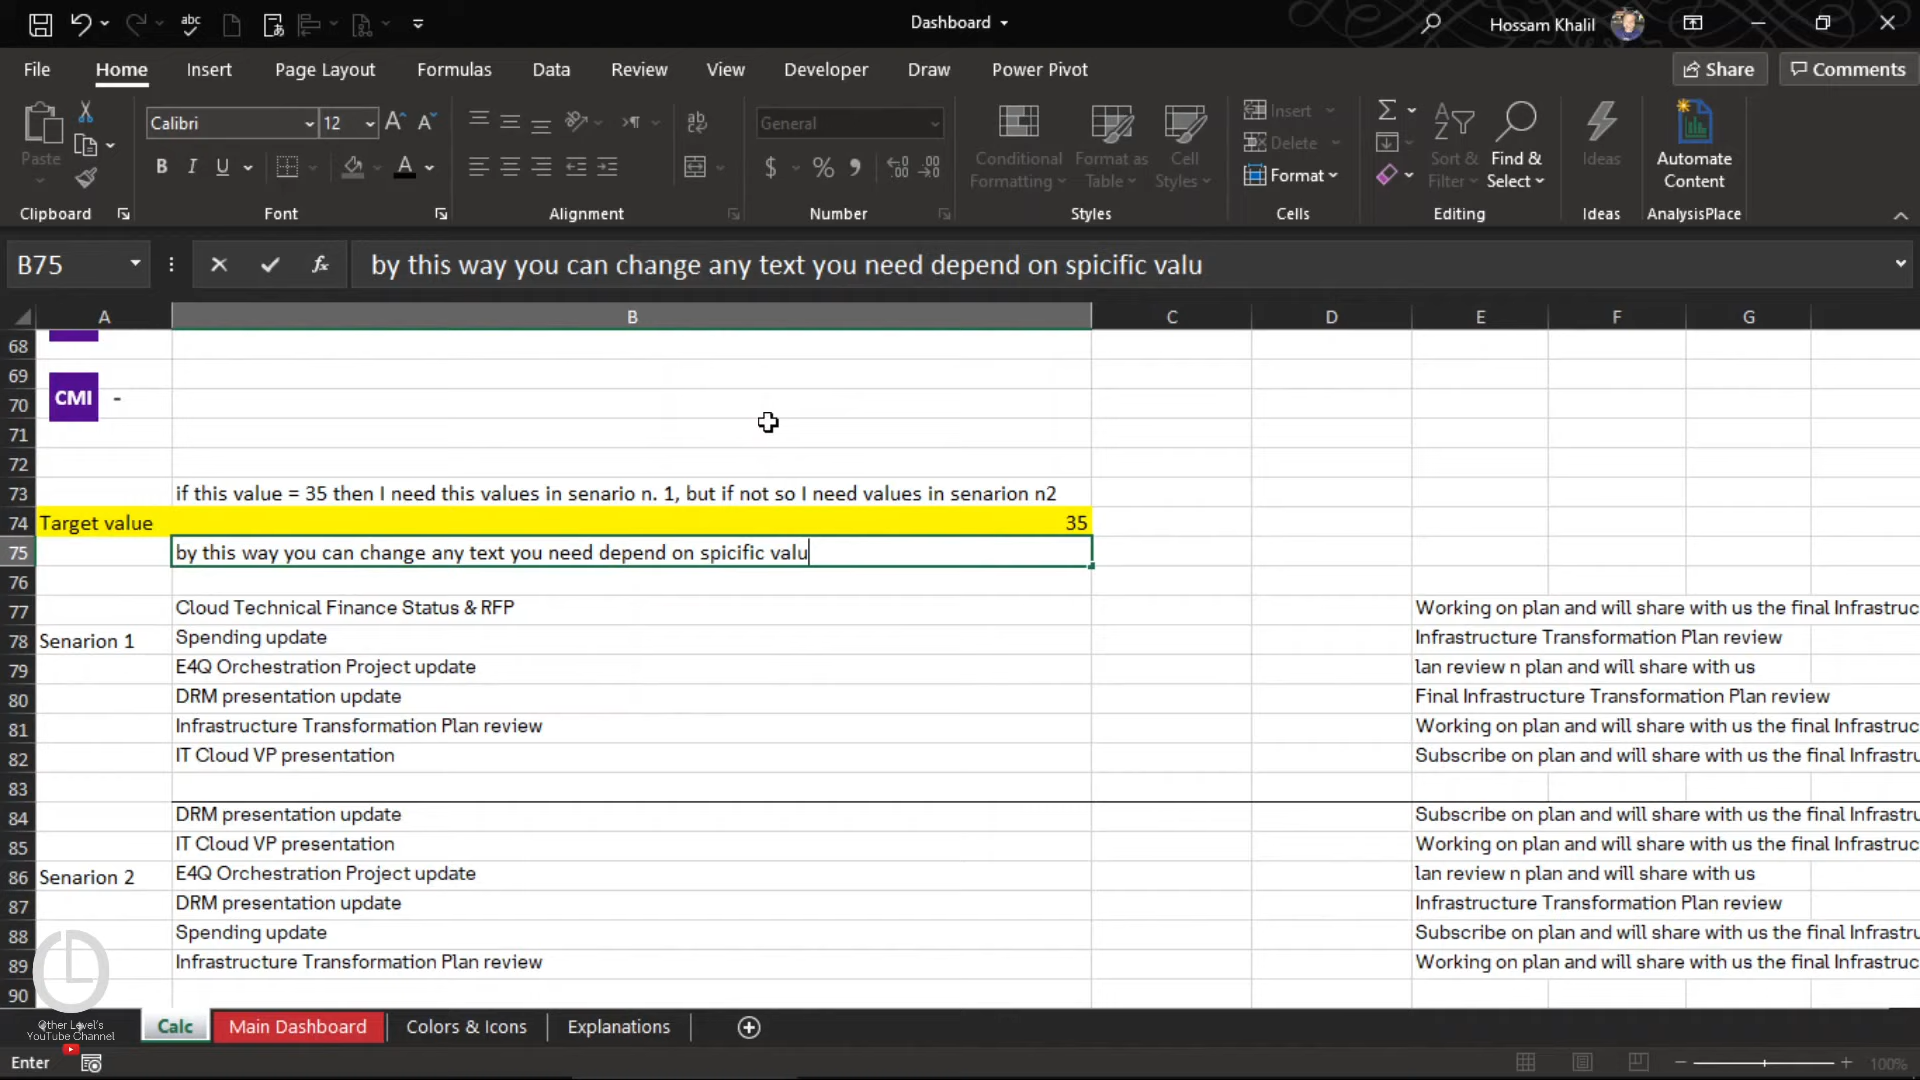 abc
Dashboard
Hossam Khalil
File Home Insert Page Layout Formulas Data Review View Developer Draw Power Pivot Share Comments
Paste
Calibri 12 A A
B I U A
ab
General
$ % 9
Conditional Formatting
Format as Table
Cell Styles
Insert
Delete
Format
Sort & Filter
Find & Select
Ideas
Automate Content
Clipboard Font Alignment Number Styles Cells Editing Ideas AnalysisPlace
B75 fx by this way you can change any text you need depend on spicific valu
A B C D E F G
68
69
70 CMI -
71
72
73 if this value = 35 then I need this values in senario n. 1, but if not so I need values in senarion n2
74 Target value 35
75 by this way you can change any text you need depend on spicific valu
76
77 Cloud Technical Finance Status & RFP Working on plan and will share with us the final Infrastruc
78 Senarion 1 Spending update Infrastructure Transformation Plan review
79 E4Q Orchestration Project update lan review n plan and will share with us
80 DRM presentation update Final Infrastructure Transformation Plan review
81 Infrastructure Transformation Plan review Working on plan and will share with us the final Infrastruc
82 IT Cloud VP presentation Subscribe on plan and will share with us the final Infrastru
83
84 DRM presentation update Subscribe on plan and will share with us the final Infrastru
85 IT Cloud VP presentation Working on plan and will share with us the final Infrastruc
86 Senarion 2 E4Q Orchestration Project update lan review n plan and will share with us
87 DRM presentation update Infrastructure Transformation Plan review
88 Spending update Subscribe on plan and will share with us the final Infrastru
89 Infrastructure Transformation Plan review Working on plan and will share with us the final Infrastruc
90
Other Level's
YouTube Channel
Calc Main Dashboard Colors & Icons Explanations
Enter 100%